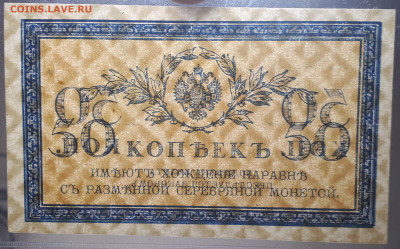 COINS.LAVE.RU
50 КОПѢЕКЪ 50
ИМѢЮТЪ ХОЖДЕНІЕ НАРАВНѢ
СЪ РАЗМѢННОЙ СЕРЕБРЯНОЙ МОНЕТОЙ.